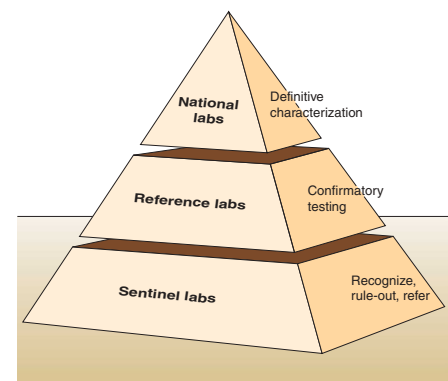 National
labs
Definitive
characterization
Reference labs
Confirmatory
testing
Sentinel labs
Recognize,
rule-out, refer